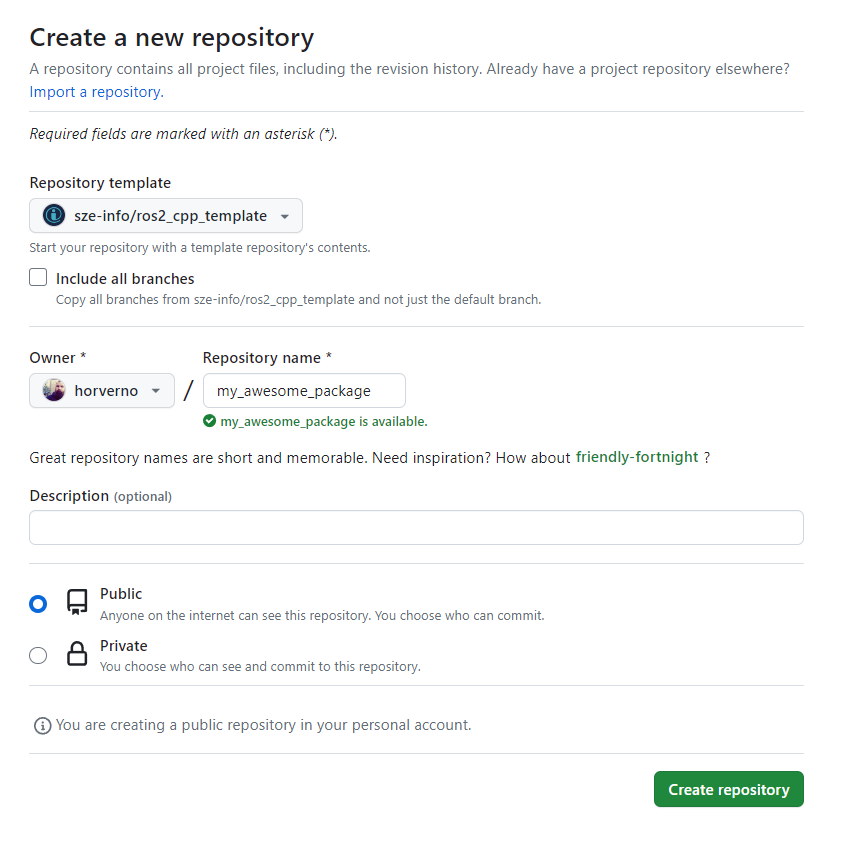 Create a new repository
A repository contains all project files, including the revision history. Already have a project repository elsewhere?
Import a repository.
Required fields are marked with an asterisk (*).
Repository template
sze-info/ros2_cpp_template
Start your repository with a template repository's contents.
Include all branches
Copy all branches from sze-info/ros2_cpp_template and not just the default branch.
Owner * Repository name *
horverno / my_awesome_package
my_awesome_package is available.
Great repository names are short and memorable. Need inspiration? How about friendly-fortnight ?
Description (optional)
Public
Anyone on the internet can see this repository. You choose who can commit.
Private
You choose who can see and commit to this repository.
You are creating a public repository in your personal account.
Create repository